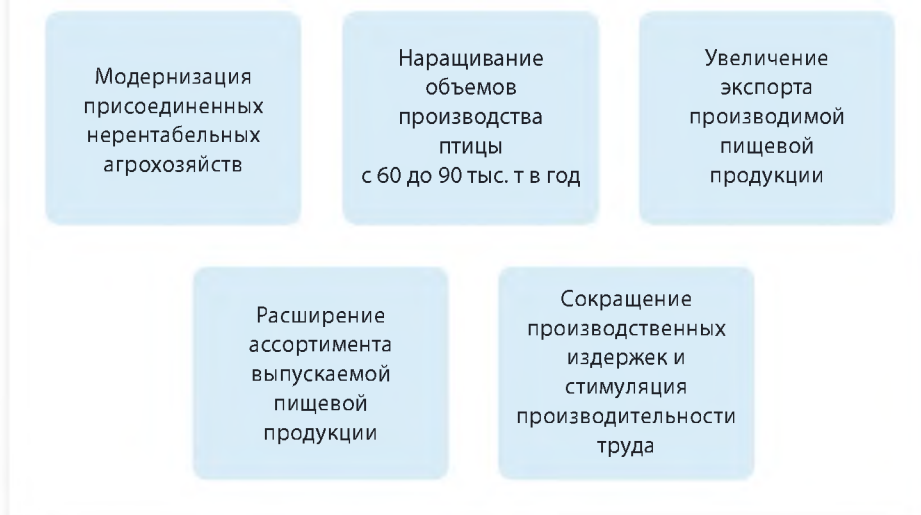 Модернизация
присоединенных
нерентабельных
агрохозяйств
Наращивание
объемов
производства
птицы
с 60 до 90 тыс. т в год
Увеличение
экспорта
производимой
пищевой
продукции
Расширение
ассортимента
выпускаемой
пищевой
продукции
Сокращение
производственных
издержек и
стимуляция
производительности
труда